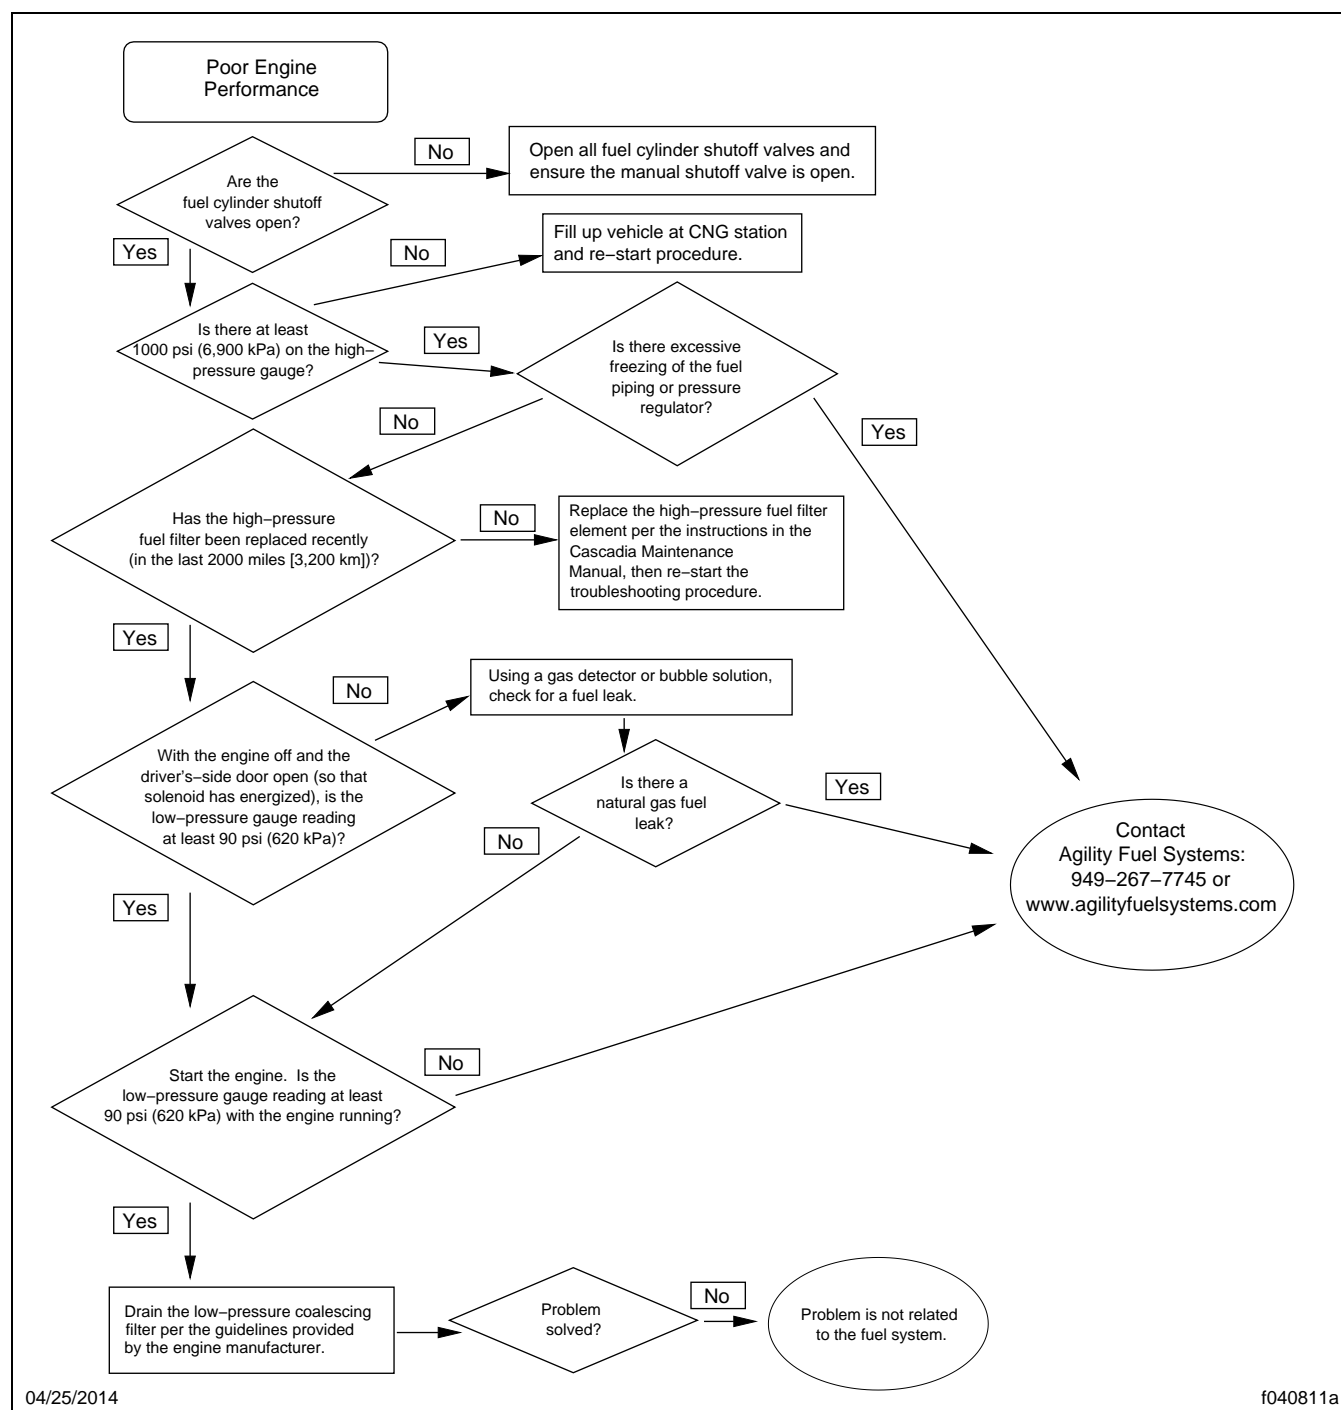 Poor Engine
Performance
No
Open all fuel cylinder shutoff valves and
ensure the manual shutoff valve is open.
Are the
fuel cylinder shutoff
valves open?
Yes
No
Fill up vehicle at CNG station
and re−start procedure.
Is there at least
1000 psi (6,900 kPa) on the high−
pressure gauge?
Yes
Is there excessive
freezing of the fuel
piping or pressure
regulator?
No
Yes
Has the high−pressure
fuel filter been replaced recently
(in the last 2000 miles [3,200 km])?
No
Replace the high−pressure fuel filter
element per the instructions in the
Cascadia Maintenance
Manual, then re−start the
troubleshooting procedure.
Yes
No
Using a gas detector or bubble solution,
check for a fuel leak.
With the engine off and the
driver's−side door open (so that
solenoid has energized), is the
low−pressure gauge reading
at least 90 psi (620 kPa)?
Is there a
natural gas fuel
leak?
Yes
No
Contact
Agility Fuel Systems:
949−267−7745 or
www.agilityfuelsystems.com
Yes
Start the engine.  Is the
low−pressure gauge reading at least
90 psi (620 kPa) with the engine running?
No
Yes
Drain the low−pressure coalescing
filter per the guidelines provided
by the engine manufacturer.
Problem
solved?
No
Problem is not related
to the fuel system.
04/25/2014
f040811a